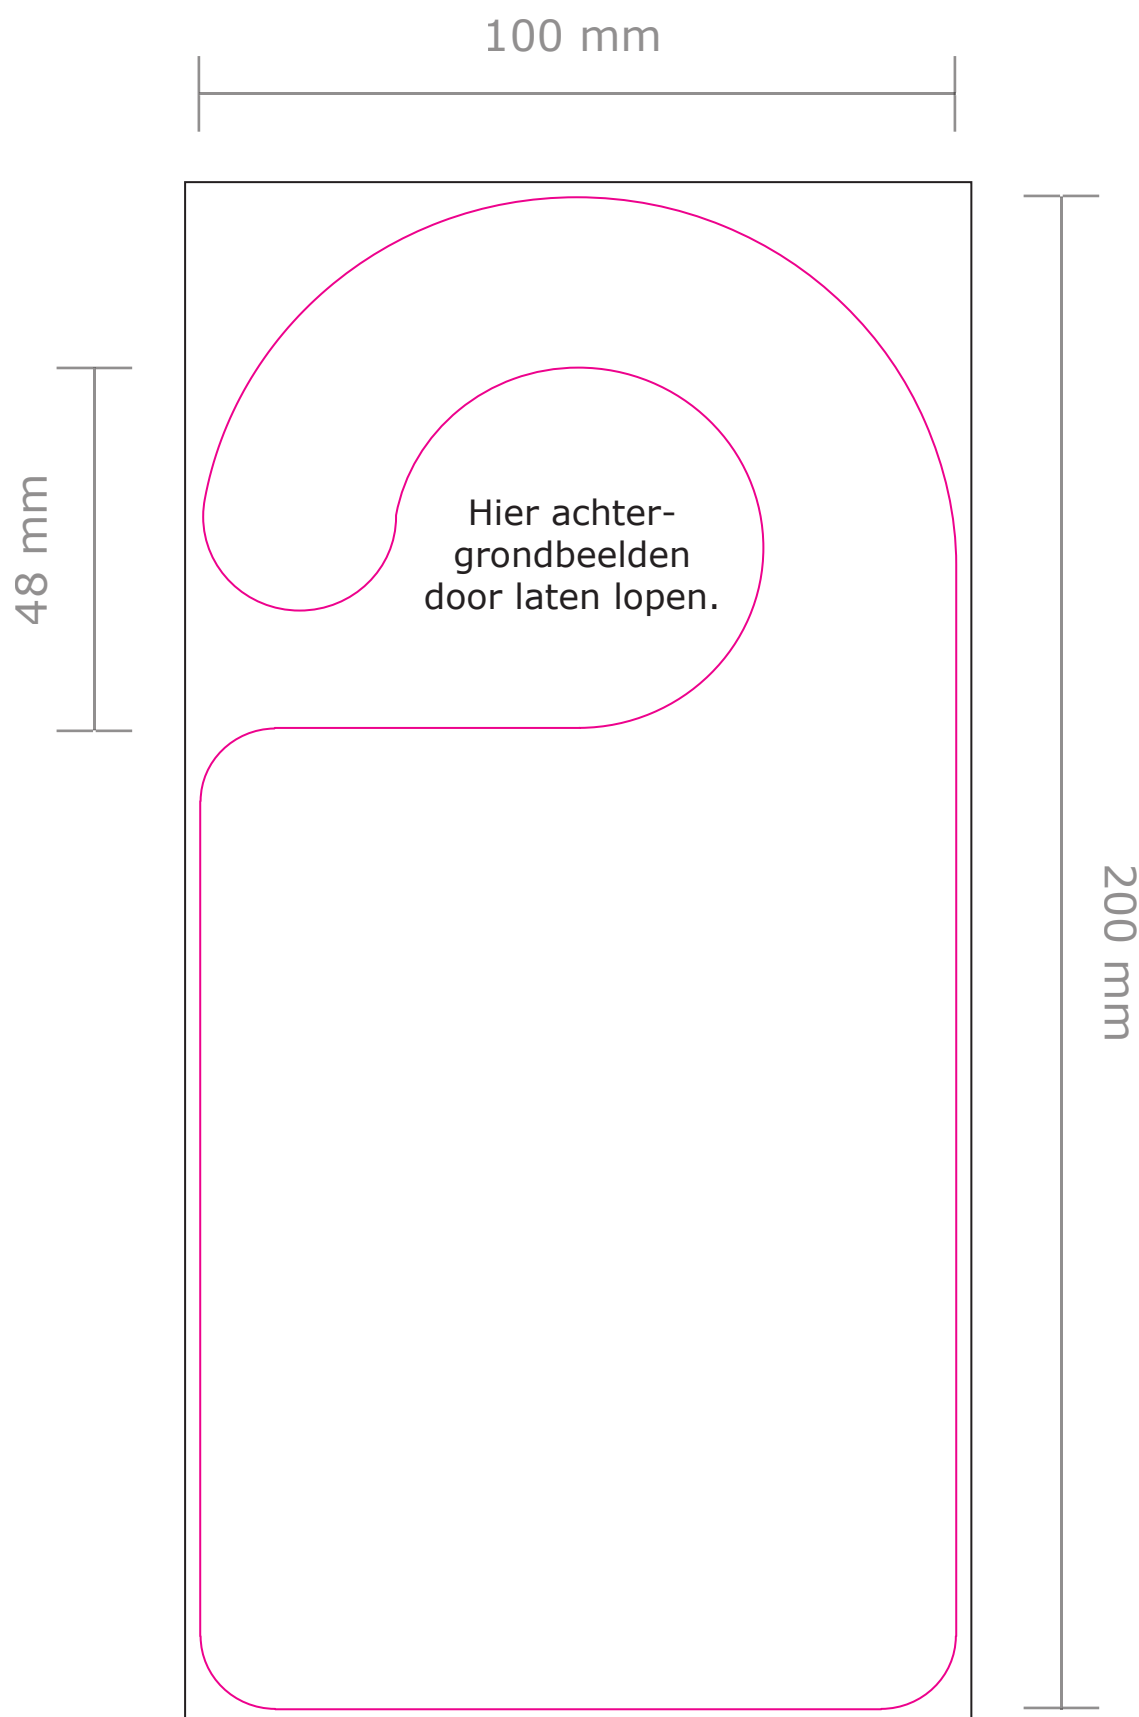 100 mm
48 mm
Hier achter-
grondbeelden
door laten lopen.
200 mm